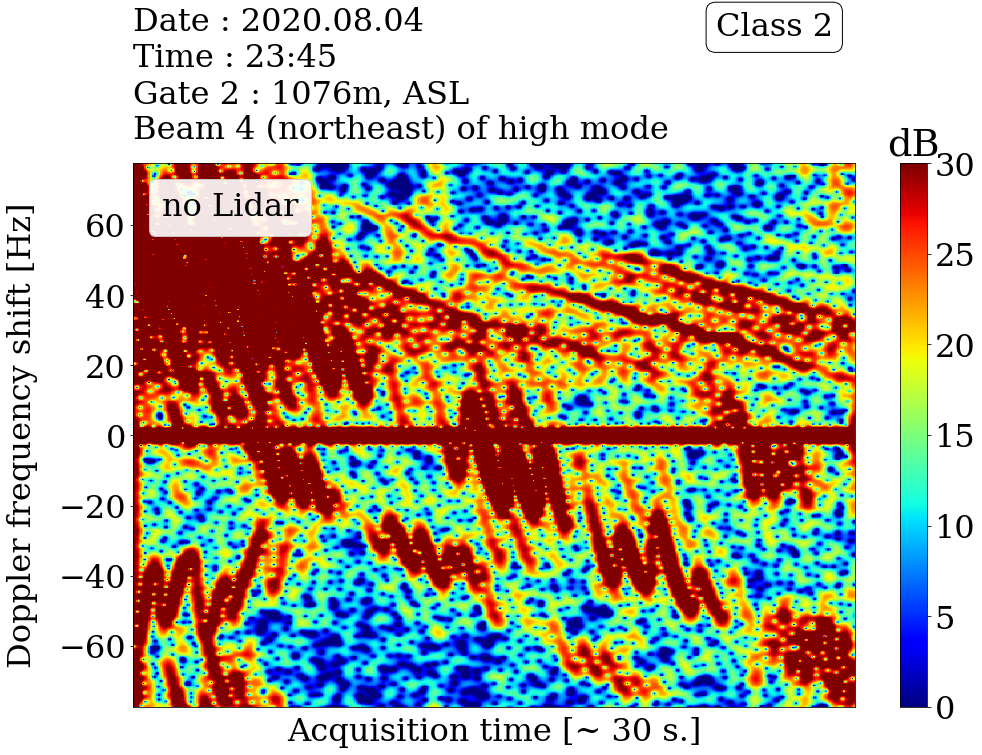 Date : 2020.08.04
Class 2
Time : 23:45
Gate 2 : 1076m, ASL
Beam 4 (northeast) of high mode
dB
no Lidar
Doppler frequency shift [Hz]
60
40
20
0
−20
−40
−60
30
25
20
15
10
5
0
Acquisition time [~ 30 s.]